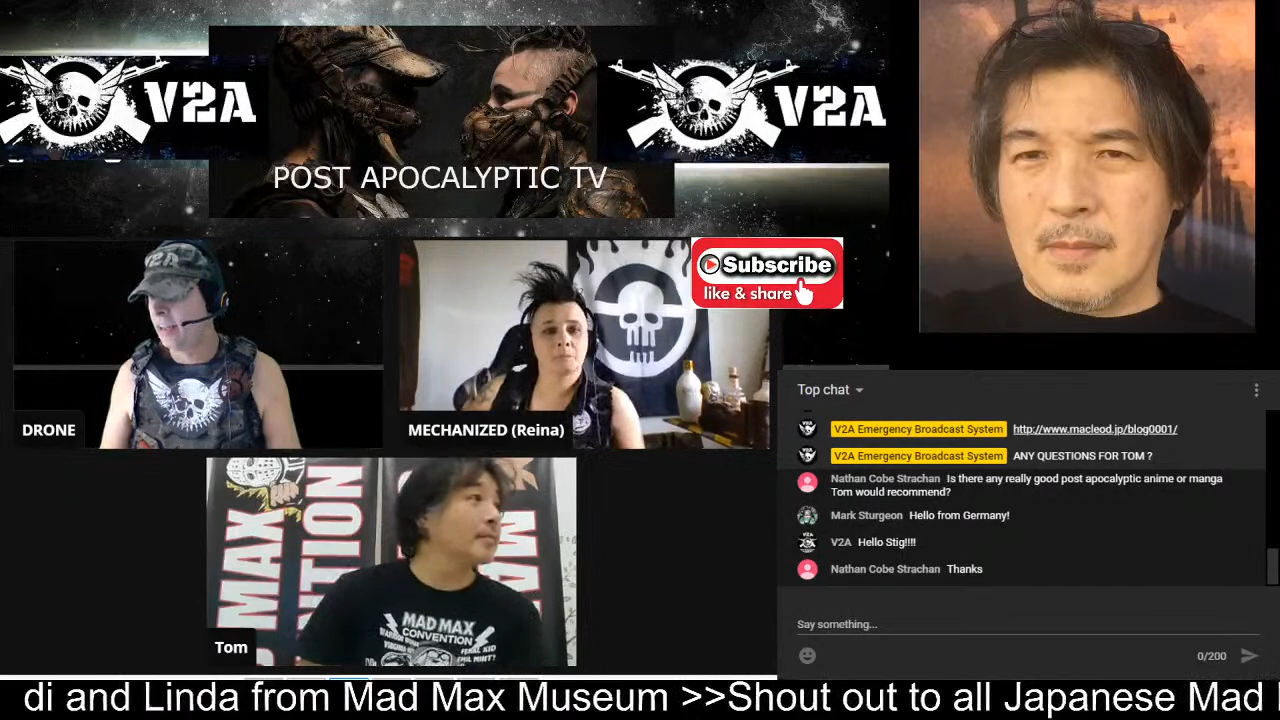 V2A
V2A
POST APOCALYPTIC TV
Subscribe
like & share
V2A
DRONE
MECHANIZED (Reina)
Top chat
V2A Emergency Broadcast System http://www.macleod.jp/blog0001/
V2A Emergency Broadcast System ANY QUESTIONS FOR TOM ?
Nathan Cobe Strachan Is there any really good post apocalyptic anime or manga
Tom would recommend?
Mark Sturgeon Hello from Germany!
V2A Hello Stig!!!!
Nathan Cobe Strachan Thanks
Say something...
0/200
MAD MAX
CONVENTION
Tom
di and Linda from Mad Max Museum >>Shout out to all Japanese Mad